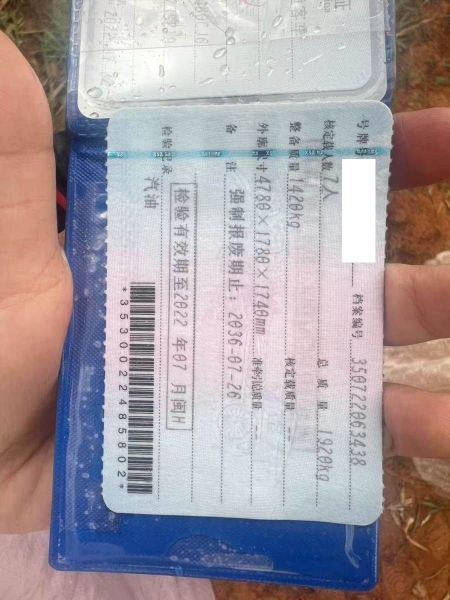 号牌号 档案编号 350722063438
核定载人数 7人 总质量 1920kg
整备质量 1420kg 核定载质量 --
外廓尺寸 4780×1780×1740mm 准牵引总质量 --
备注 强制报废期止：2036-07-26
检验记录 检验有效期至2022年07月闽H
汽油
*3530022485802*